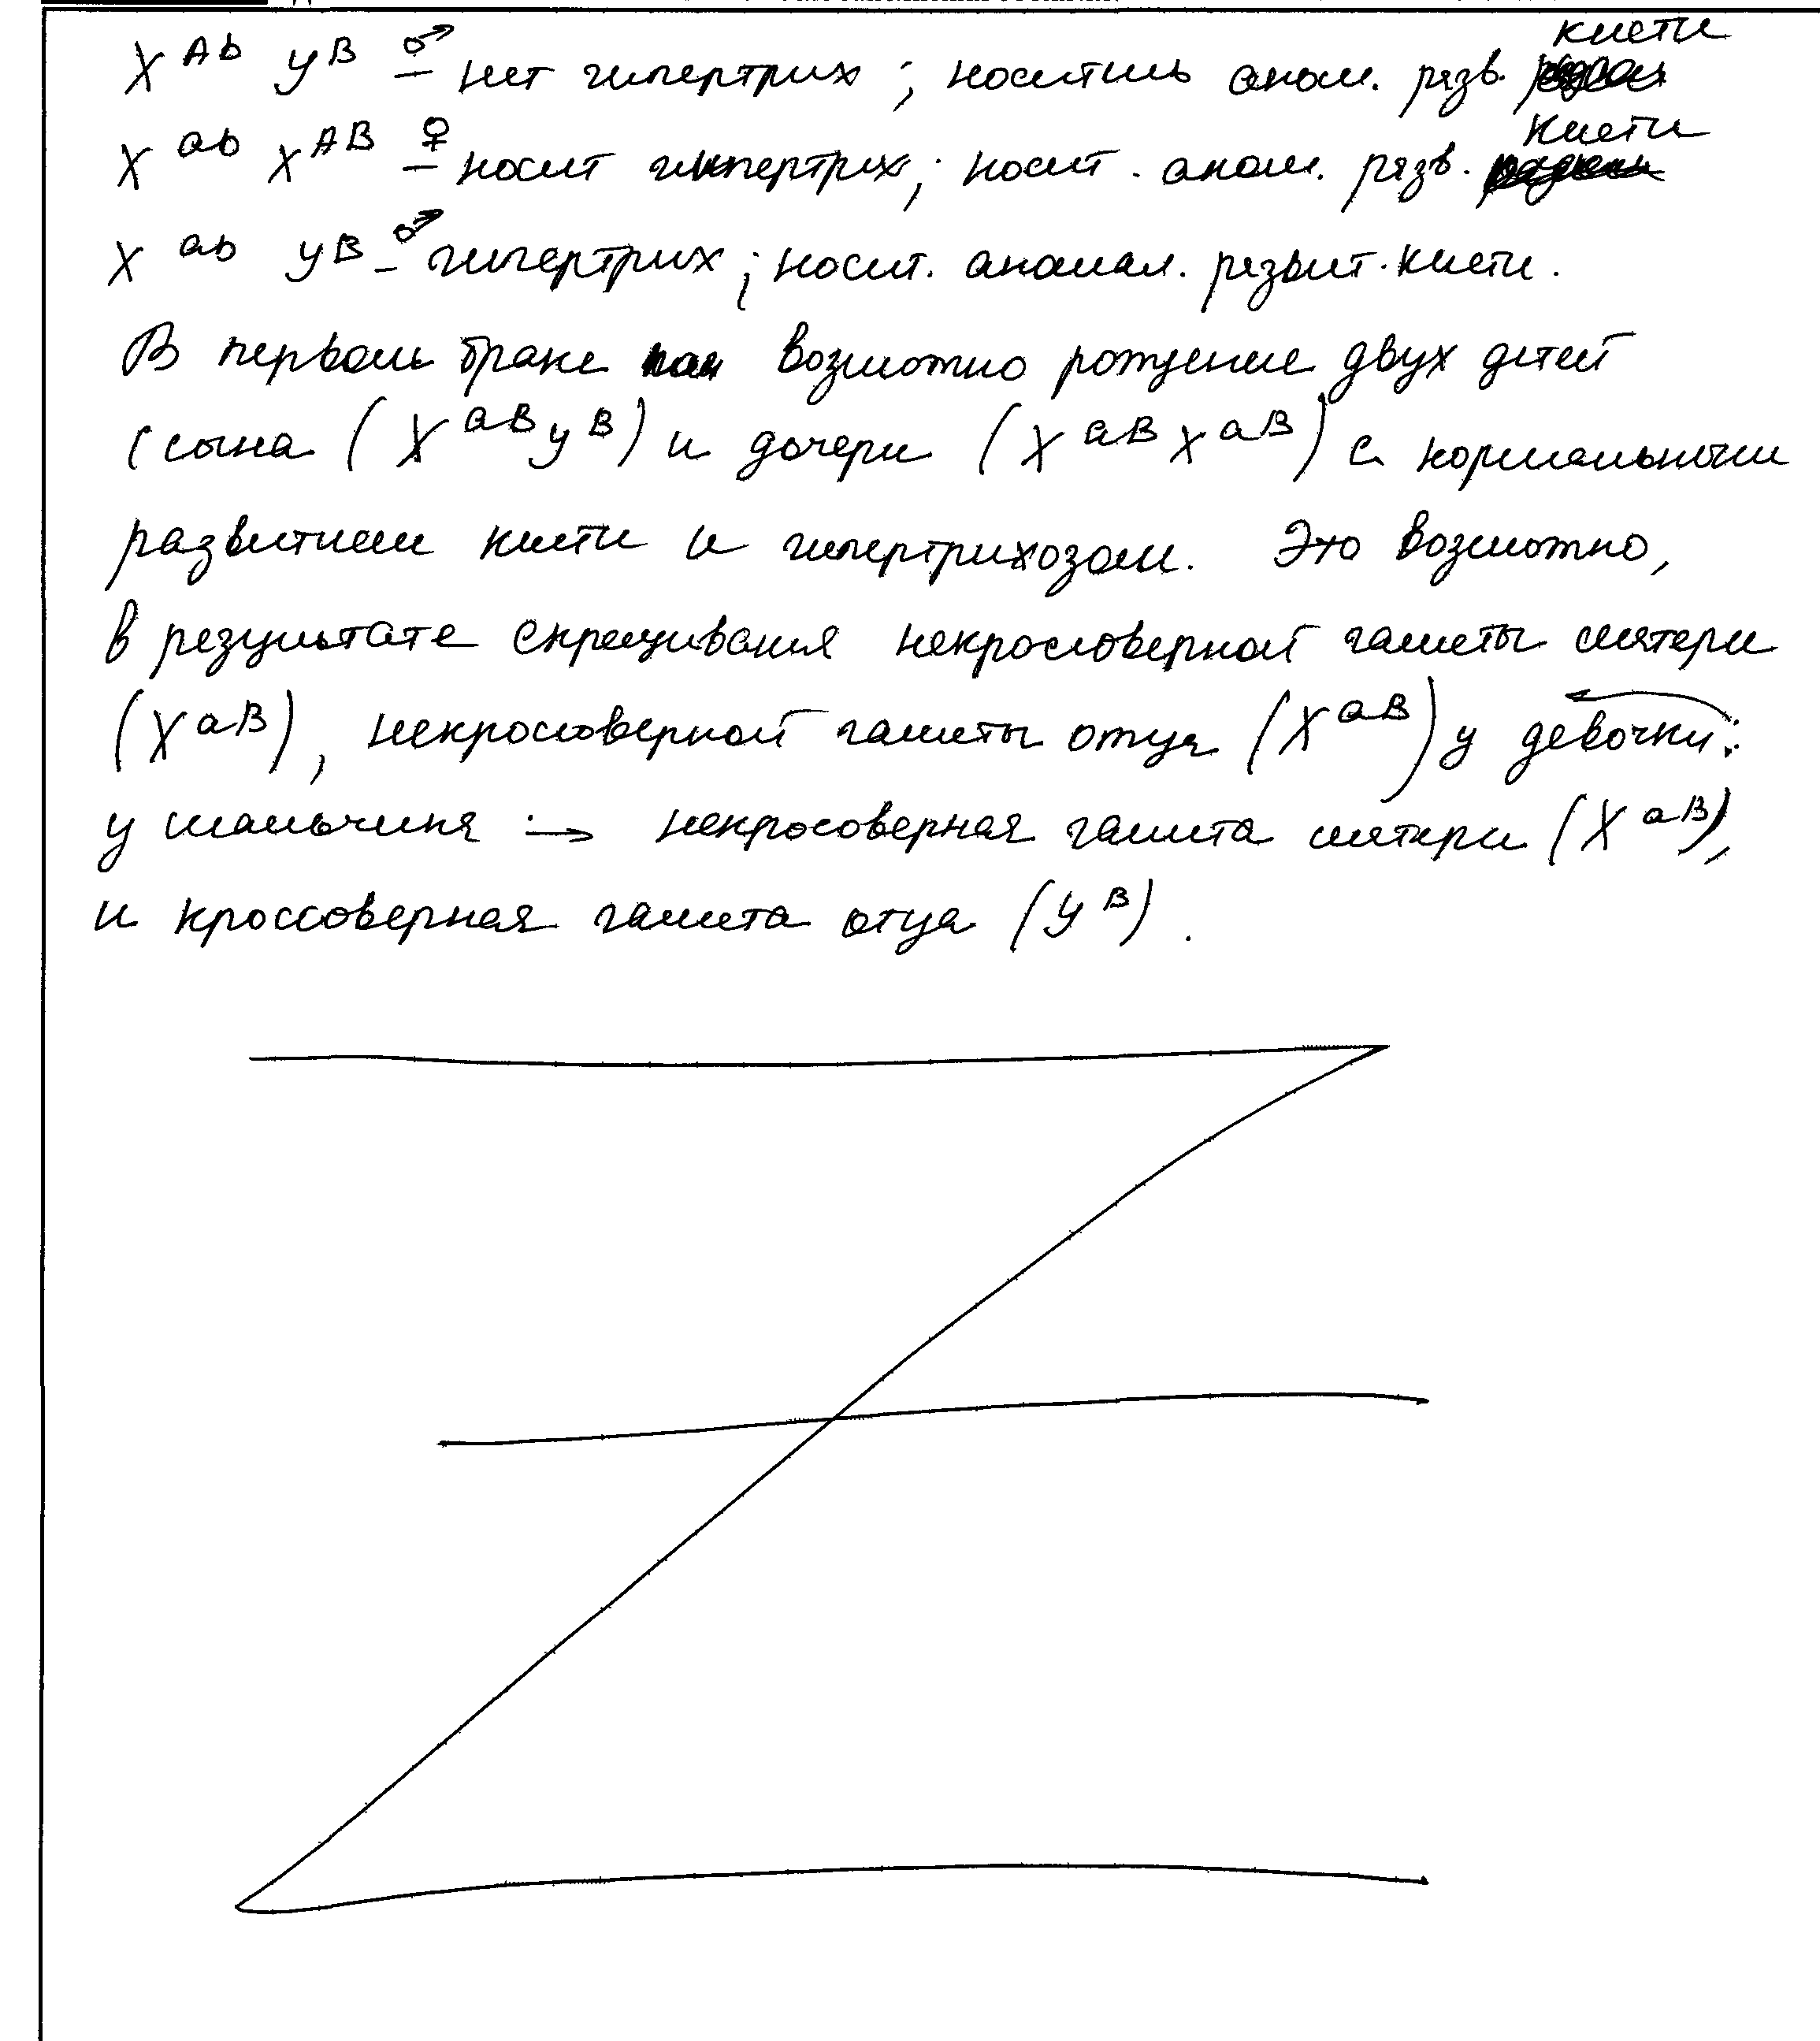 X^Ab Y^B ♂ – нет гипертрих; носитель аном. разв. кисти
X^ab X^AB ♀ – носит гипертрих; носит. аном. разв. кисти
X^ab Y^B – ♂ гипертрих; носит. аномал. развит. кисти.
В первом браке возможно рождение двух детей
(сына (X^aB Y^B) и дочери (X^aB X^aB) с нормальным
развитием кисти и гипертрихозом. Это возможно,
в результате скрещивания некроссоверной гаметы матери
(X^aB), некроссоверной гаметы отца (X^aB) у девочки:
у мальчика :→ некросоверная гамета матери (X^aB),
и кроссоверная гамета отца (Y^B).